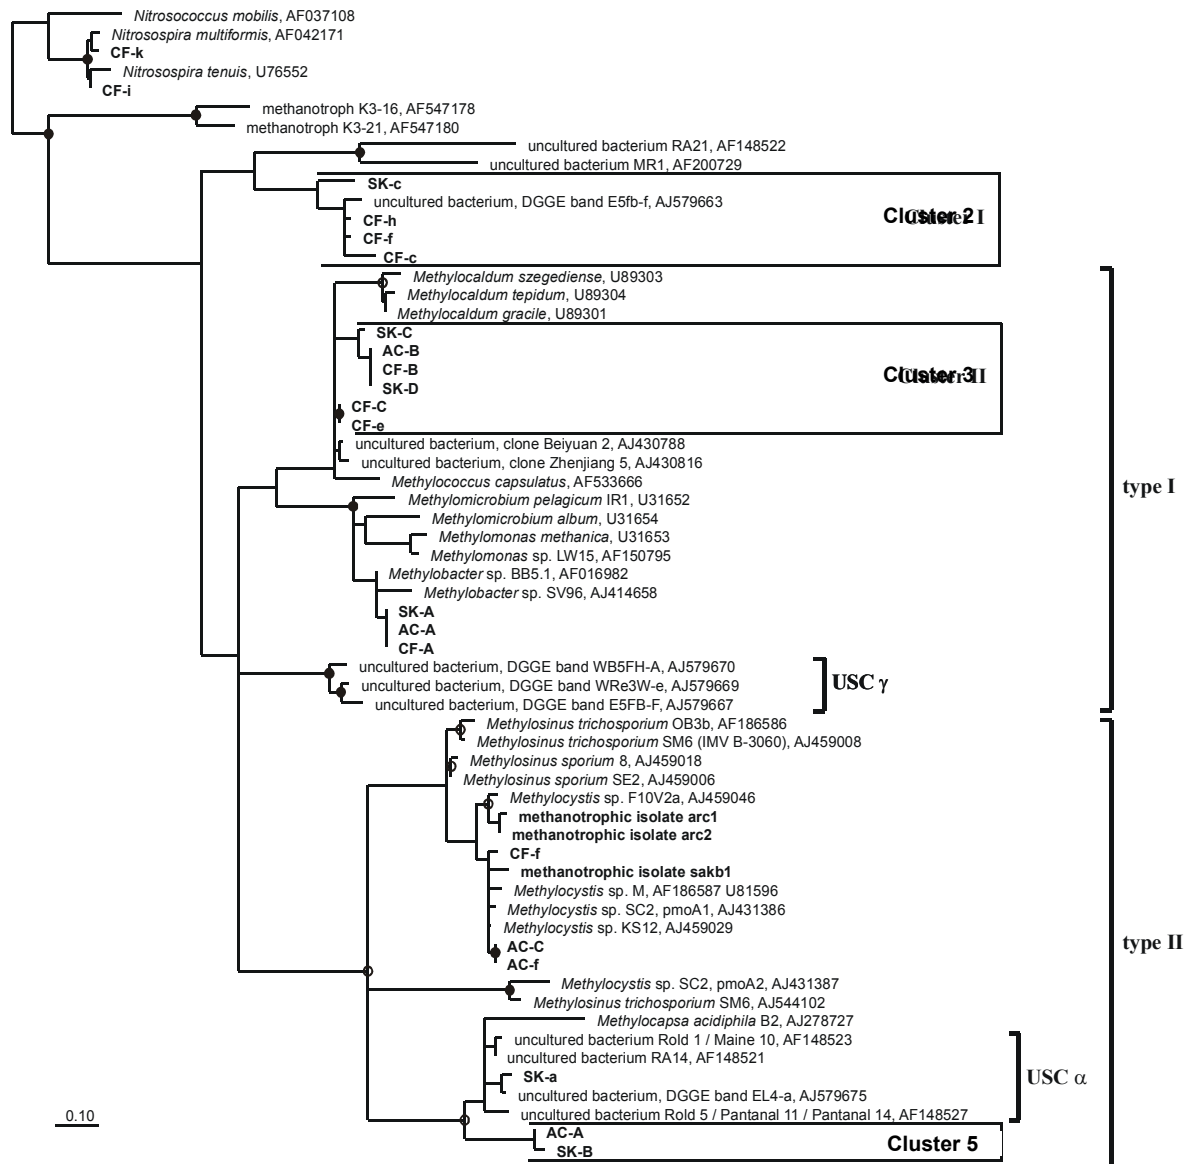 Nitrosococcus mobilis, AF037108
Nitrosospira multiformis, AF042171
CF-k
Nitrosospira tenuis, U76552
CF-i
methanotroph K3-16, AF547178
methanotroph K3-21, AF547180
uncultured bacterium RA21, AF148522
uncultured bacterium MR1, AF200729
SK-c
uncultured bacterium, DGGE band E5fb-f, AJ579663
CF-h
Cluster 2
Cluster I
CF-f
CF-c
Methylocaldum szegediense, U89303
Methylocaldum tepidum, U89304
Methylocaldum gracile, U89301
SK-C
AC-B
CF-B
Cluster 3
Cluster II
SK-D
CF-C
CF-e
uncultured bacterium, clone Beiyuan 2, AJ430788
uncultured bacterium, clone Zhenjiang 5, AJ430816
Methylococcus capsulatus, AF533666
type I
Methylomicrobium pelagicum IR1, U31652
Methylomicrobium album, U31654
Methylomonas methanica, U31653
Methylomonas sp. LW15, AF150795
Methylobacter sp. BB5.1, AF016982
Methylobacter sp. SV96, AJ414658
SK-A
AC-A
CF-A
uncultured bacterium, DGGE band WB5FH-A, AJ579670
uncultured bacterium, DGGE band WRe3W-e, AJ579669
USC γ
uncultured bacterium, DGGE band E5FB-F, AJ579667
Methylosinus trichosporium OB3b, AF186586
Methylosinus trichosporium SM6 (IMV B-3060), AJ459008
Methylosinus sporium 8, AJ459018
Methylosinus sporium SE2, AJ459006
Methylocystis sp. F10V2a, AJ459046
methanotrophic isolate arc1
methanotrophic isolate arc2
CF-f
methanotrophic isolate sakb1
Methylocystis sp. M, AF186587 U81596
Methylocystis sp. SC2, pmoA1, AJ431386
Methylocystis sp. KS12, AJ459029
type II
AC-C
AC-f
Methylocystis sp. SC2, pmoA2, AJ431387
Methylosinus trichosporium SM6, AJ544102
Methylocapsa acidiphila B2, AJ278727
uncultured bacterium Rold 1 / Maine 10, AF148523
uncultured bacterium RA14, AF148521
SK-a
USC α
uncultured bacterium, DGGE band EL4-a, AJ579675
uncultured bacterium Rold 5 / Pantanal 11 / Pantanal 14, AF148527
0.10
AC-A
Cluster 5
SK-B